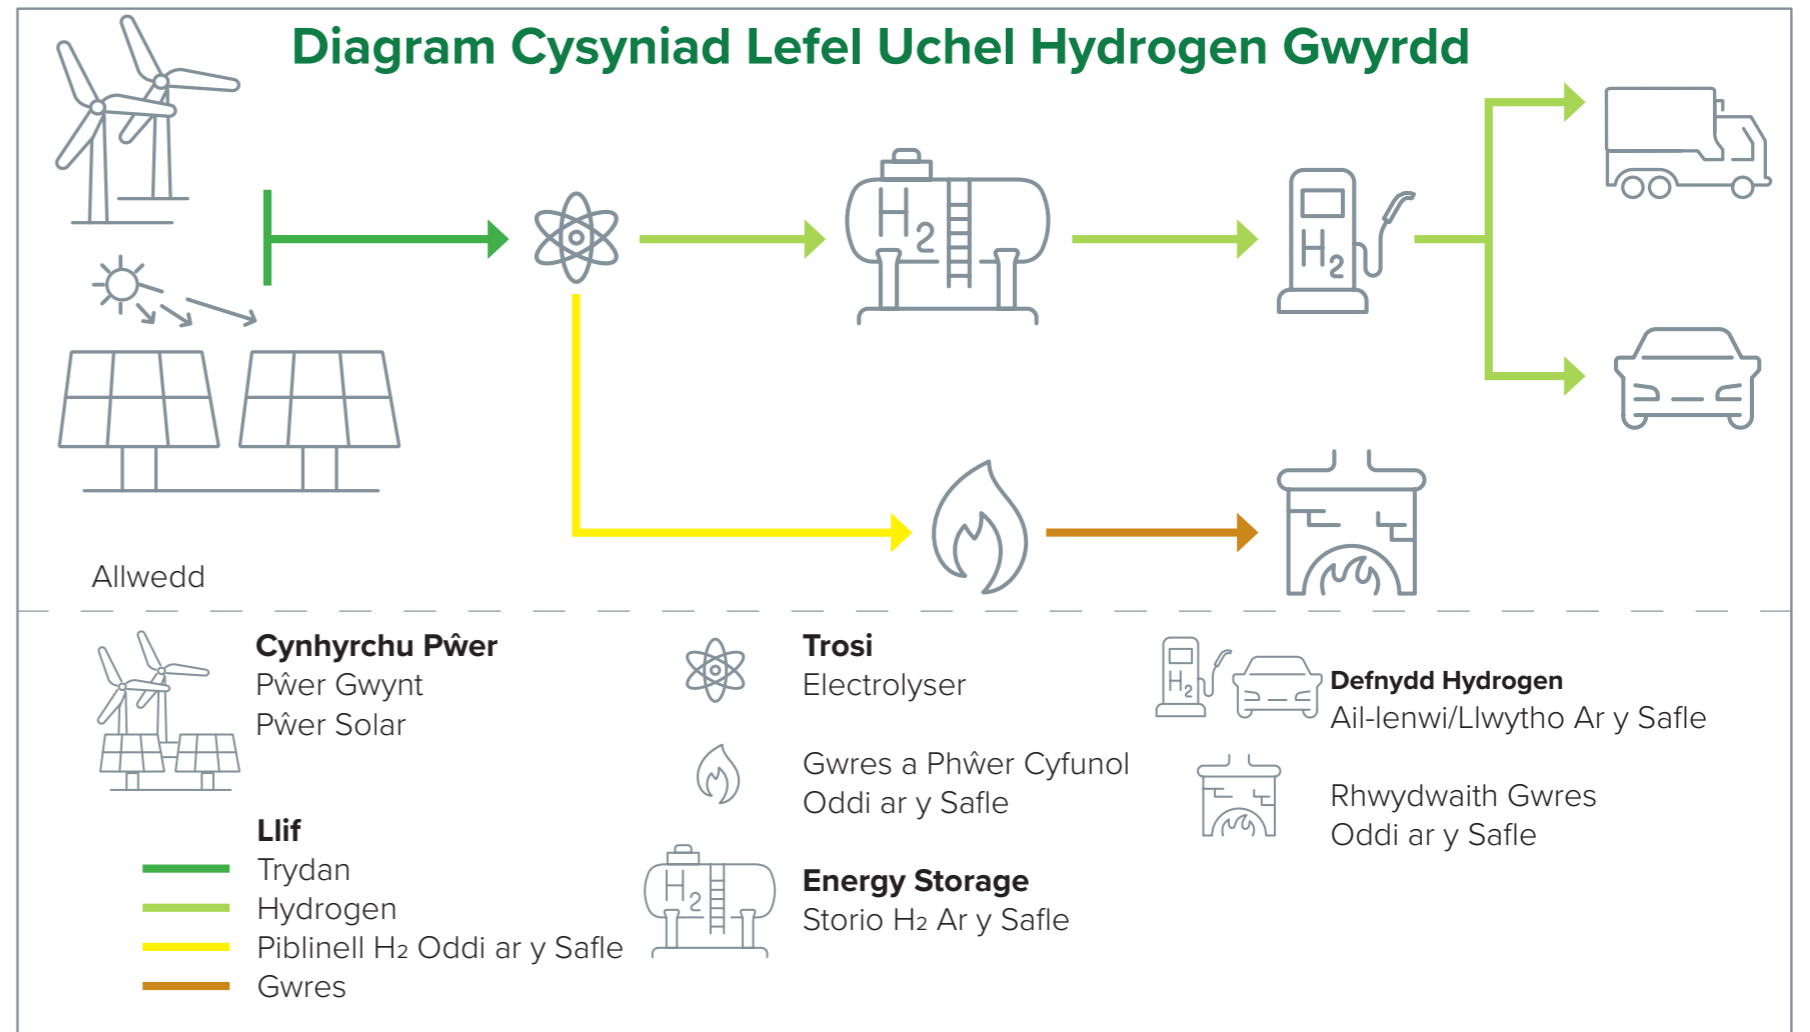 Diagram Cysyniad Lefel Uchel Hydrogen Gwyrdd
H2
H2
Allwedd
Cynhyrchu Pŵer
Pŵer Gwynt
Pŵer Solar
Llif
Trydan
Hydrogen
Piblinell H2 Oddi ar y Safle
Gwres
Trosi
Electrolyser
Gwres a Phŵer Cyfunol
Oddi ar y Safle
H2
Energy Storage
Storio H2 Ar y Safle
H2
Defnydd Hydrogen
Ail-lenwi/Llwytho Ar y Safle
Rhwydwaith Gwres
Oddi ar y Safle